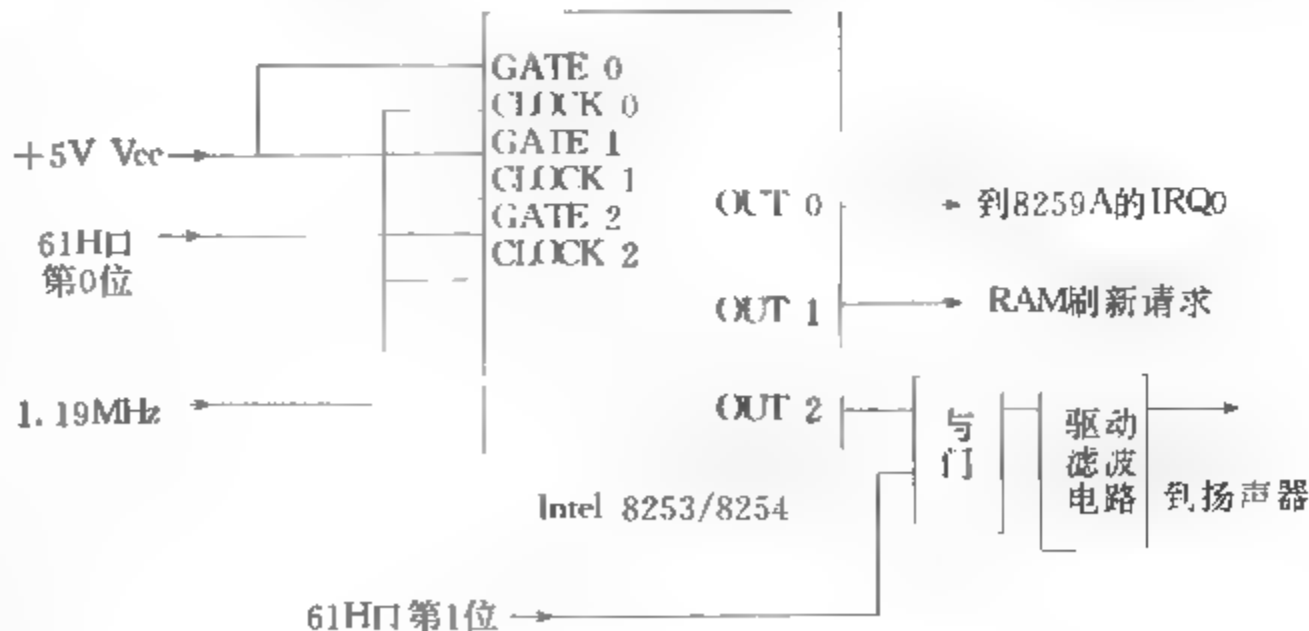 GATE 0
CLOCK 0
+5V Vcc
GATE 1
CLOCK 1
61H口
第0位
GATE 2
CLOCK 2
1.19MHz
OUT 0
到8259A的IRQ0
OUT 1
RAM刷新请求
OUT 2
与门
驱动
滤波
电路
到扬声器
Intel 8253/8254
61H口第1位